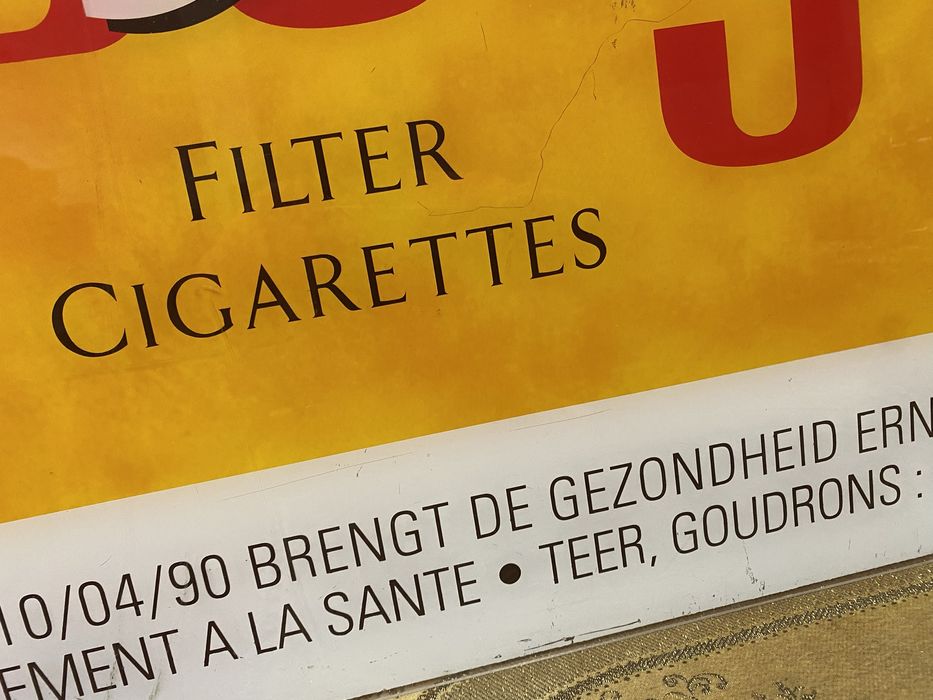 FILTER
CIGARETTES
10/04/90 BRENGT DE GEZONDHEID ERN
EMENT A LA SANTE • TEER, GOUDRONS :